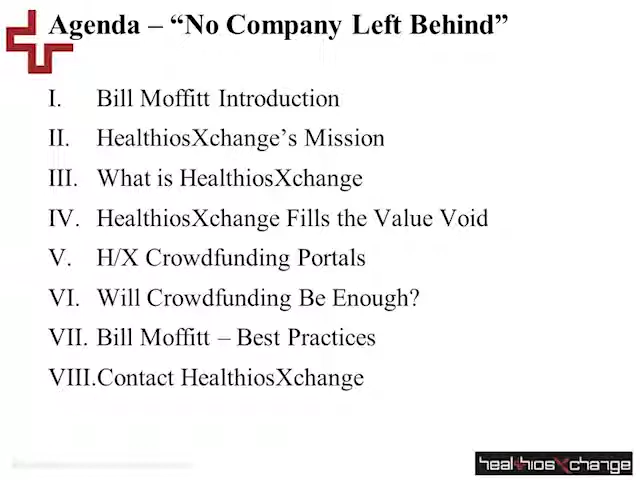 Agenda – “No Company Left Behind”
I. Bill Moffitt Introduction
II. HealthiosXchange’s Mission
III. What is HealthiosXchange
IV. HealthiosXchange Fills the Value Void
V. H/X Crowdfunding Portals
VI. Will Crowdfunding Be Enough?
VII. Bill Moffitt – Best Practices
VIII.Contact HealthiosXchange
healthiosXchange